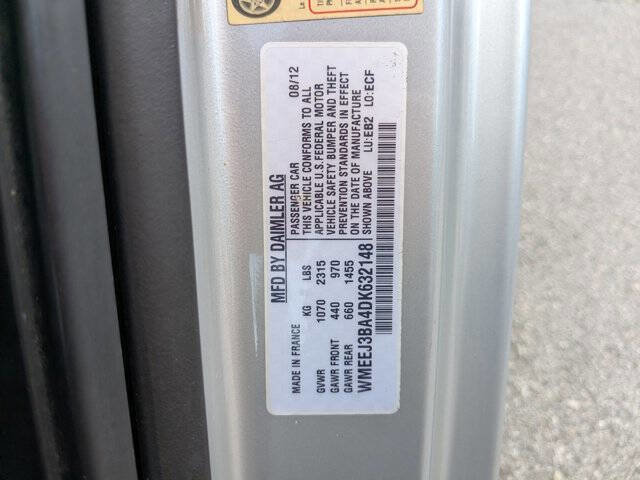 MFD BY DAIMLER AG
PASSENGER CAR 08/12
THIS VEHICLE CONFORMS TO ALL
APPLICABLE U.S.FEDERAL MOTOR
VEHICLE SAFETY BUMPER AND THEFT
PREVENTION STANDARDS IN EFFECT
ON THE DATE OF MANUFACTURE
SHOWN ABOVE LU:EB2 LO:ECF
MADE IN FRANCE KG LBS
GVWR 1070 2315
GAWR FRONT 440 970
GAWR REAR 660 1455
WMEEJ3BA4DK632148